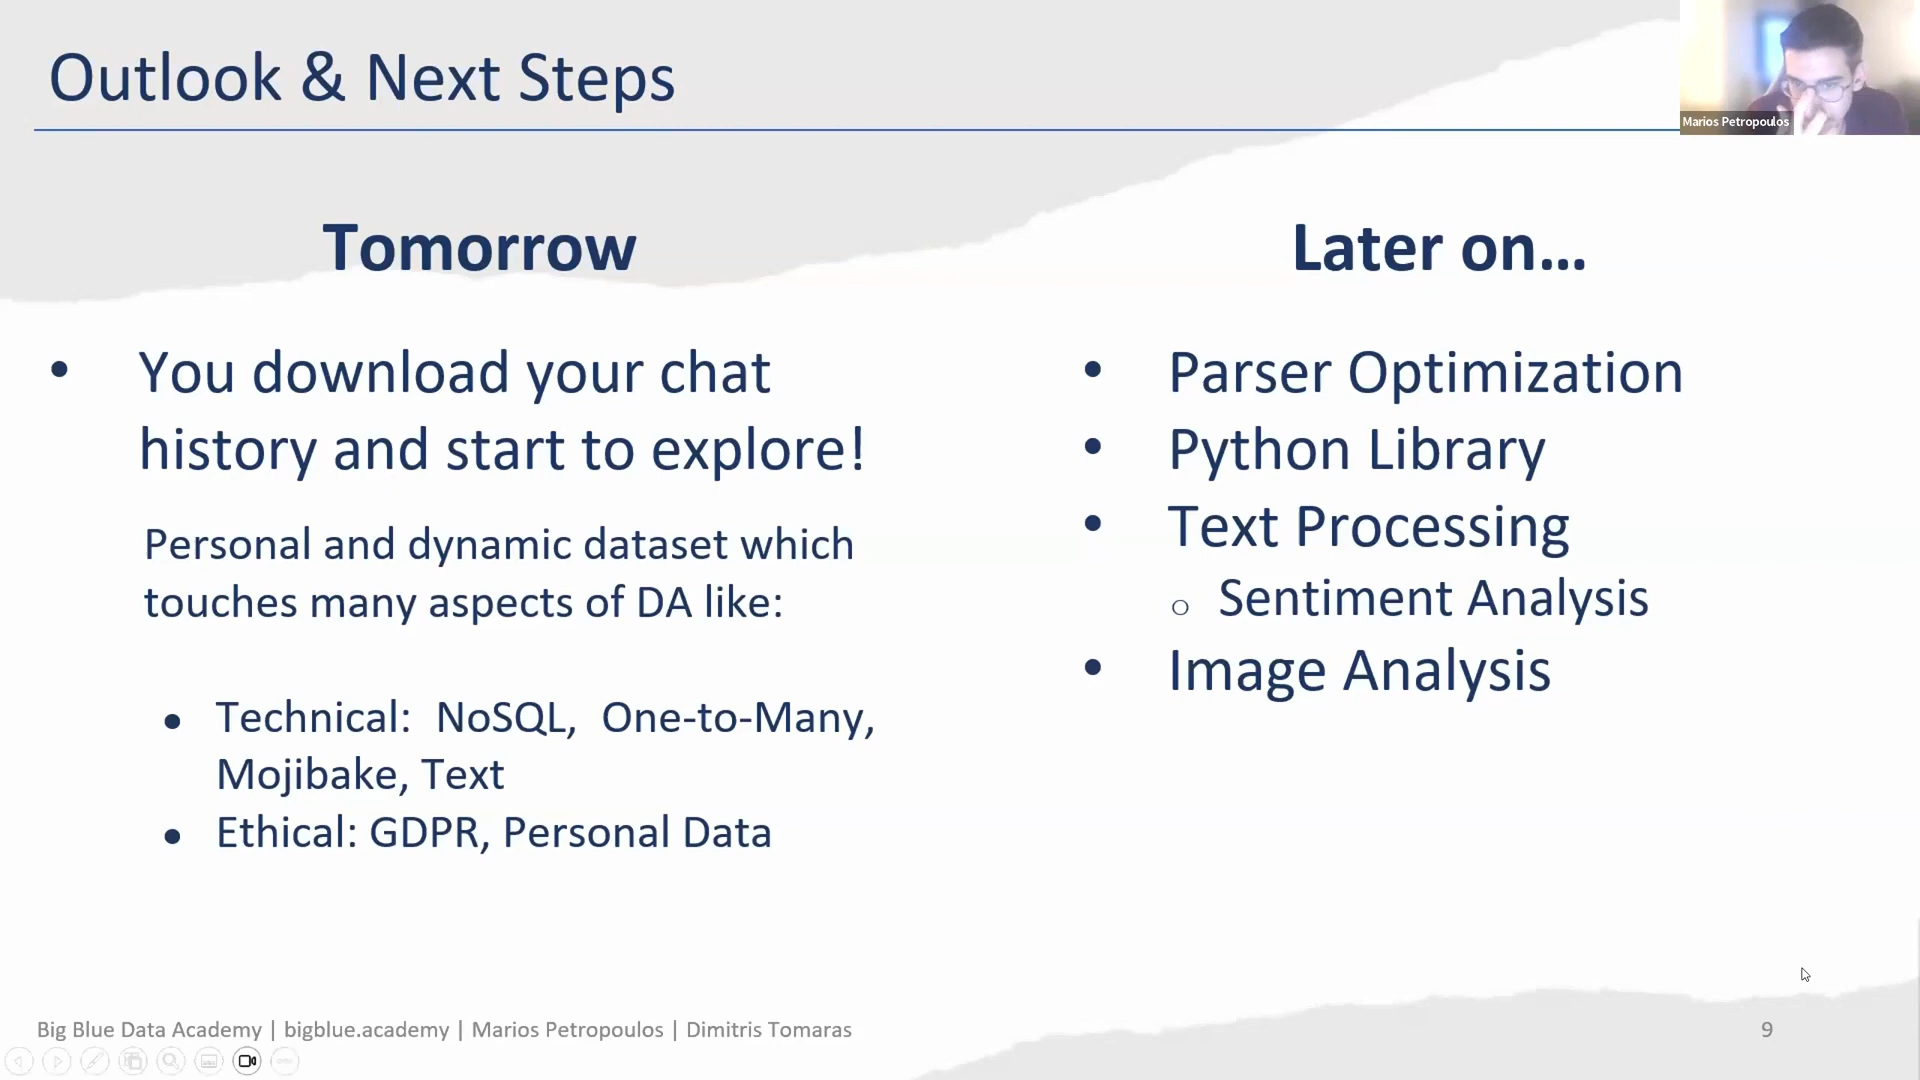 Outlook & Next Steps
Marios Petropoulos
Tomorrow
• You download your chat
history and start to explore!
Personal and dynamic dataset which
touches many aspects of DA like:
• Technical: NoSQL, One-to-Many,
Mojibake, Text
• Ethical: GDPR, Personal Data
Later on...
• Parser Optimization
• Python Library
• Text Processing
o Sentiment Analysis
• Image Analysis
Big Blue Data Academy | bigblue.academy | Marios Petropoulos | Dimitris Tomaras
9